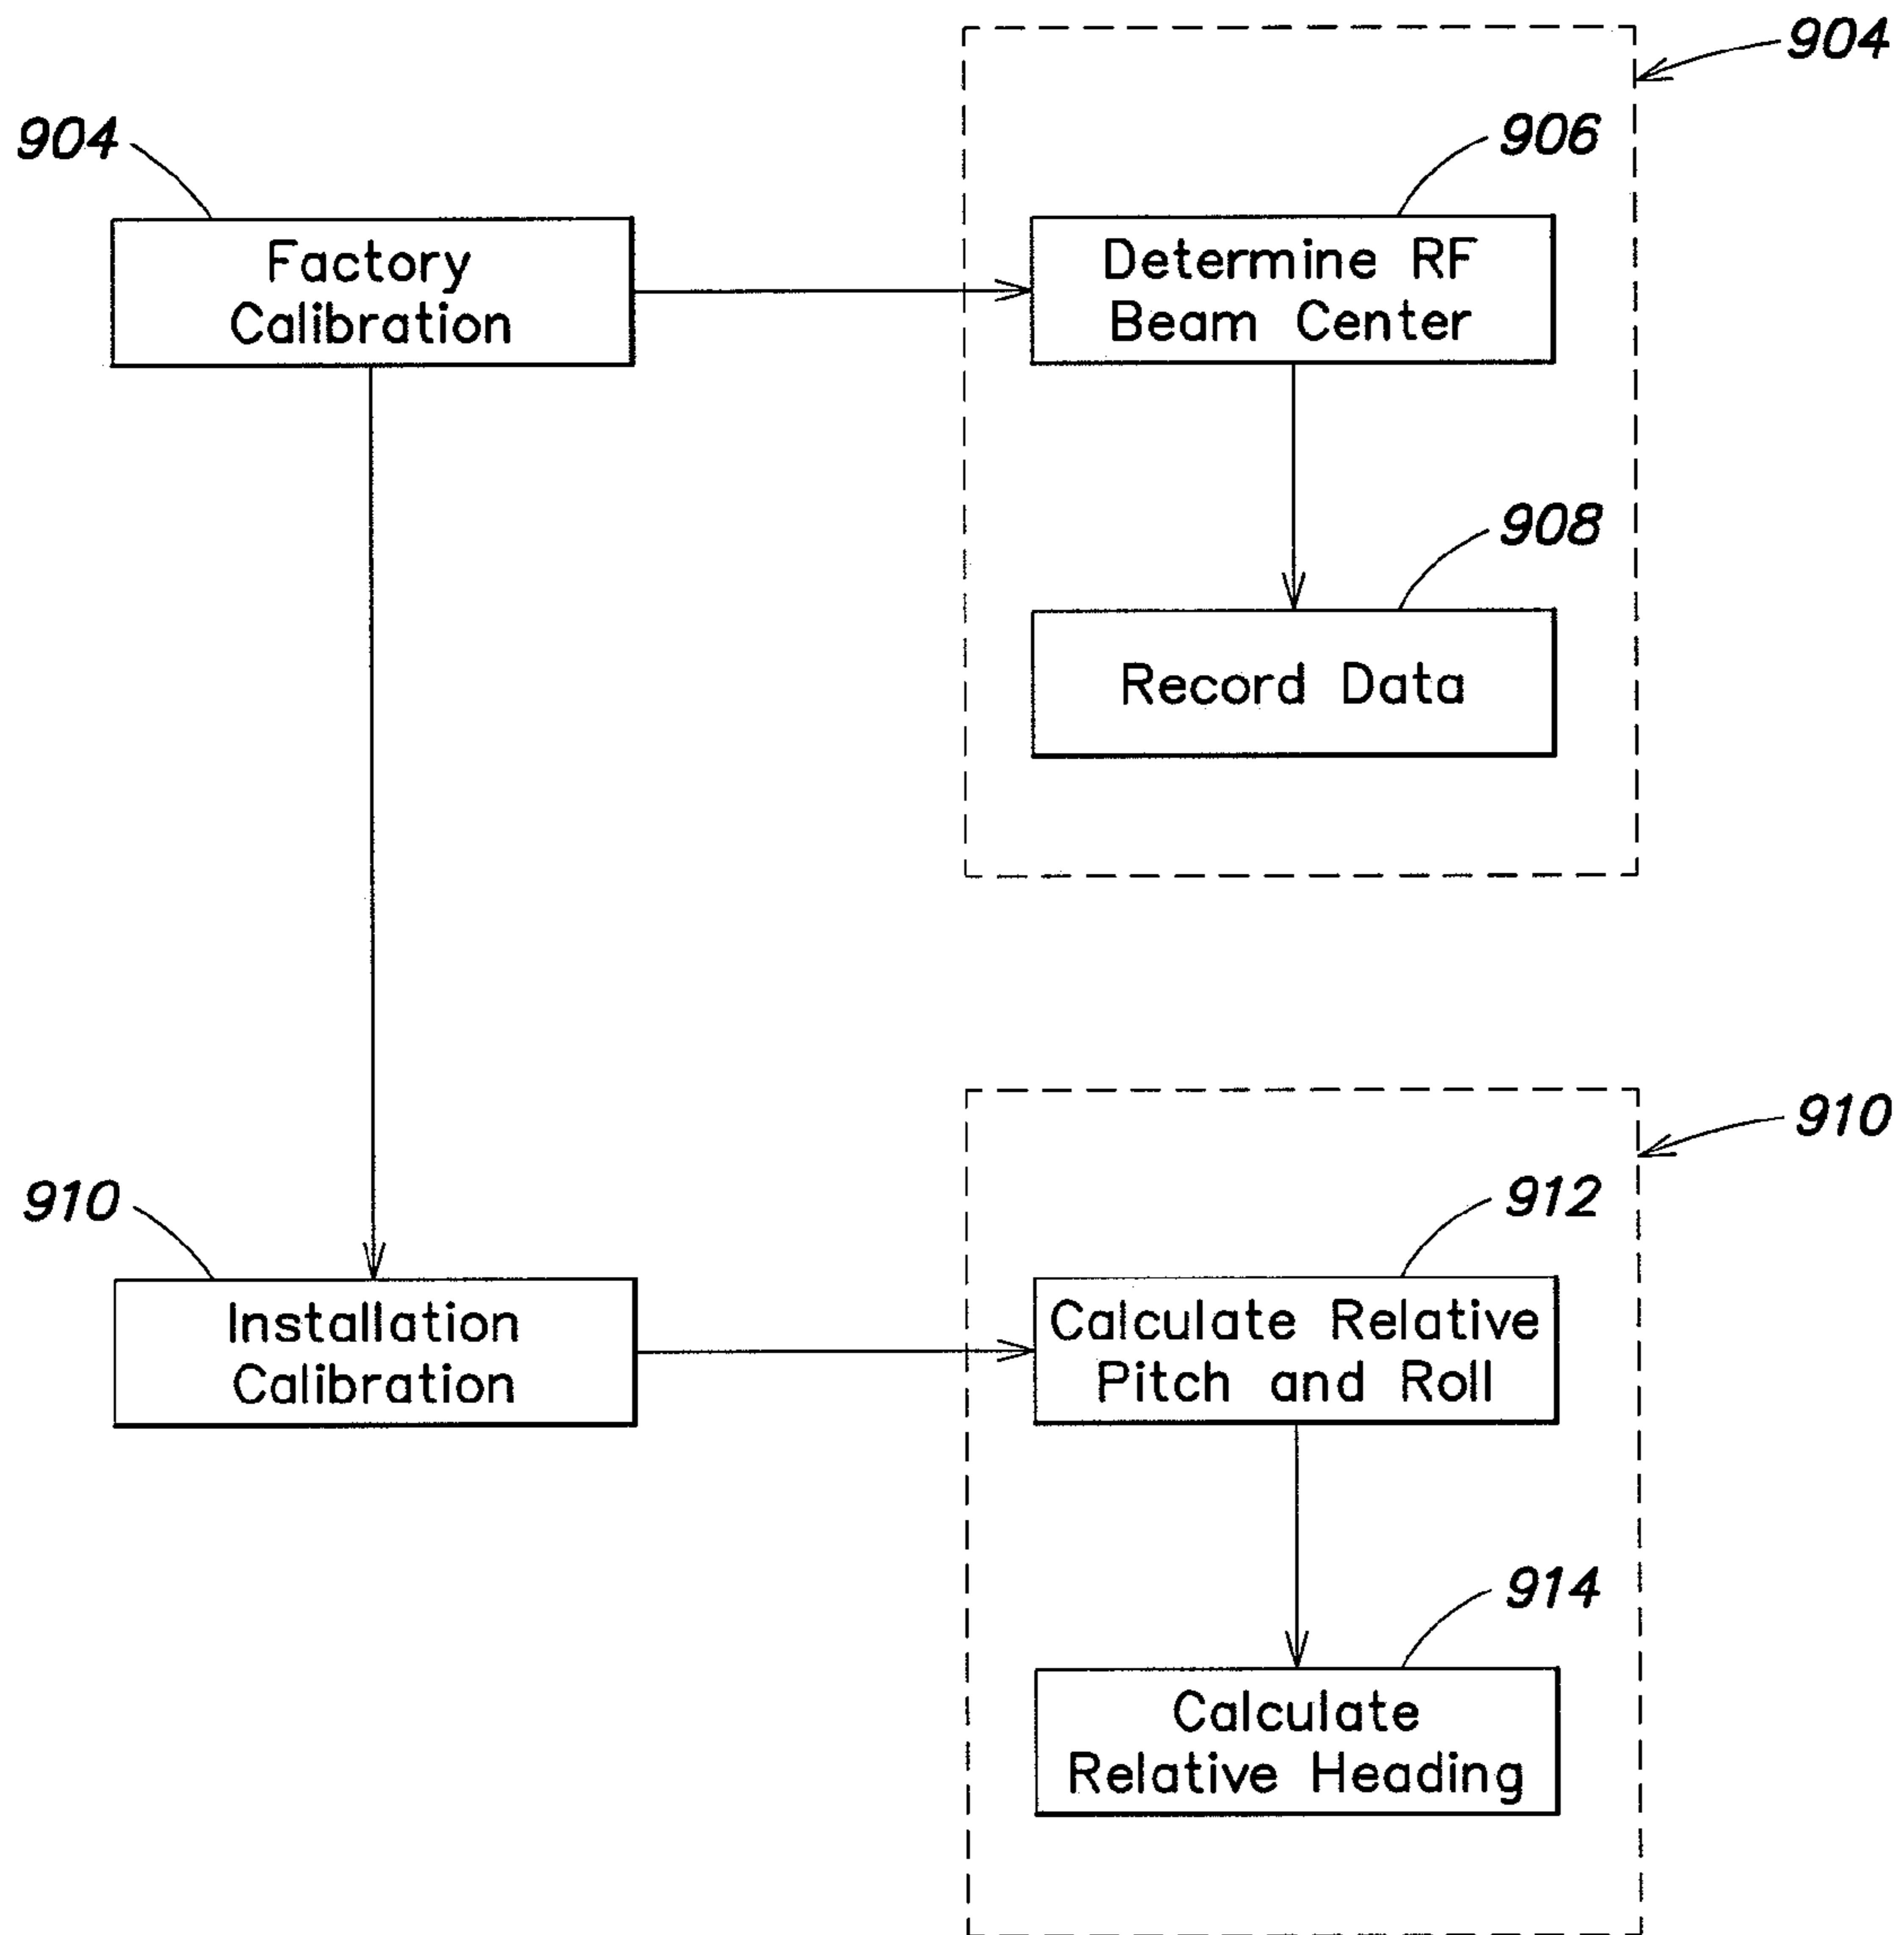 904
904
906
Factory
Calibration
Determine RF
Beam Center
908
Record Data
910
910
912
Installation
Calibration
Calculate Relative
Pitch and Roll
914
Calculate
Relative Heading